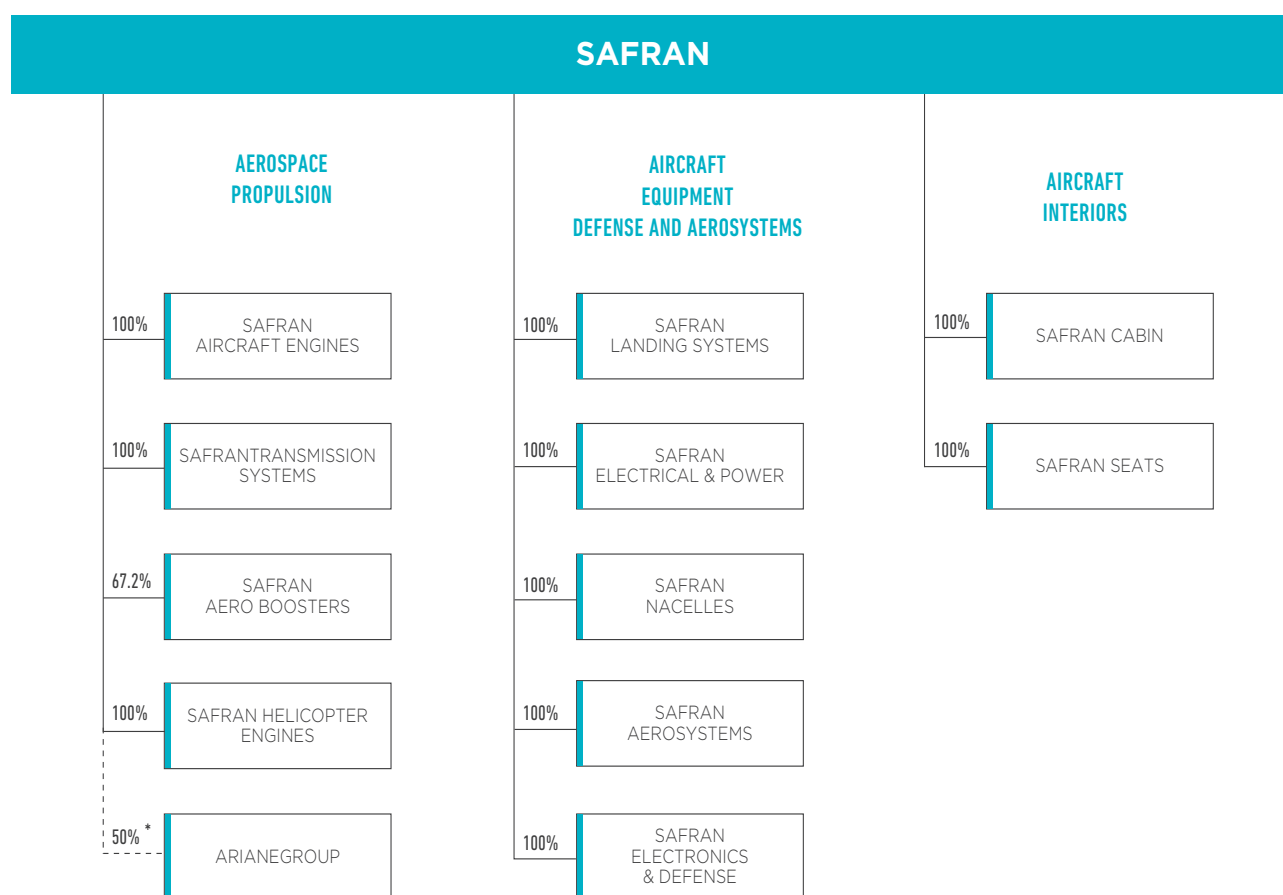 SAFRAN
AEROSPACE
PROPULSION
100%
SAFRAN
AIRCRAFT ENGINES
100%
SAFRANTRANSMISSION
SYSTEMS
67.2%
SAFRAN
AERO BOOSTERS
100%
SAFRAN HELICOPTER
ENGINES
50% *
ARIANEGROUP
AIRCRAFT
EQUIPMENT
DEFENSE AND AEROSYSTEMS
100%
SAFRAN
LANDING SYSTEMS
100%
SAFRAN
ELECTRICAL & POWER
100%
SAFRAN
NACELLES
100%
SAFRAN
AEROSYSTEMS
100%
SAFRAN
ELECTRONICS
& DEFENSE
AIRCRAFT
INTERIORS
100%
SAFRAN CABIN
100%
SAFRAN SEATS